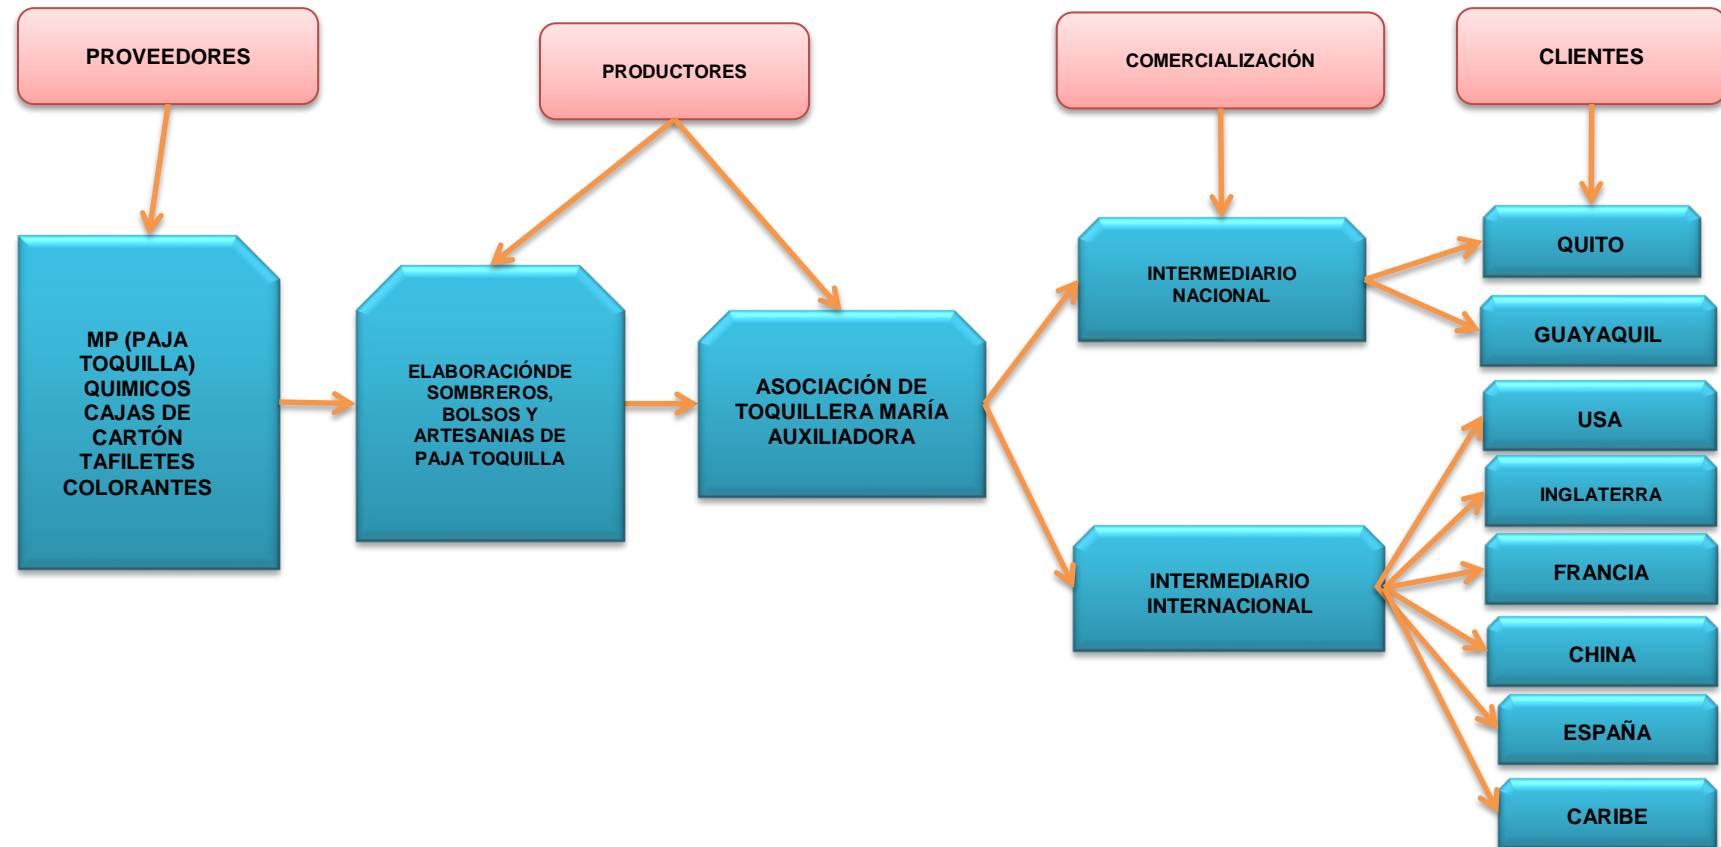 PROVEEDORES
PRODUCTORES
COMERCIALIZACIÓN
CLIENTES
MP (PAJA
TOQUILLA)
QUIMICOS
CAJAS DE
CARTÓN
TAFILETES
COLORANTES
ELABORACIÓNDE
SOMBREROS,
BOLSOS Y
ARTESANIAS DE
PAJA TOQUILLA
ASOCIACIÓN DE
TOQUILLERA MARÍA
AUXILIADORA
INTERMEDIARIO
NACIONAL
INTERMEDIARIO
INTERNACIONAL
QUITO
GUAYAQUIL
USA
INGLATERRA
FRANCIA
CHINA
ESPAÑA
CARIBE